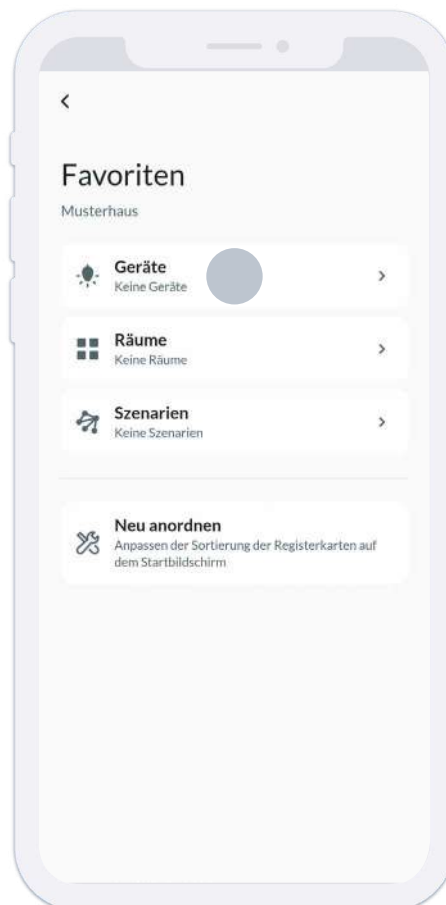 Favoriten
Musterhaus
Geräte
Keine Geräte
Räume
Keine Räume
Szenarien
Keine Szenarien
Neu anordnen
Anpassen der Sortierung der Registerkarten auf
dem Startbildschirm